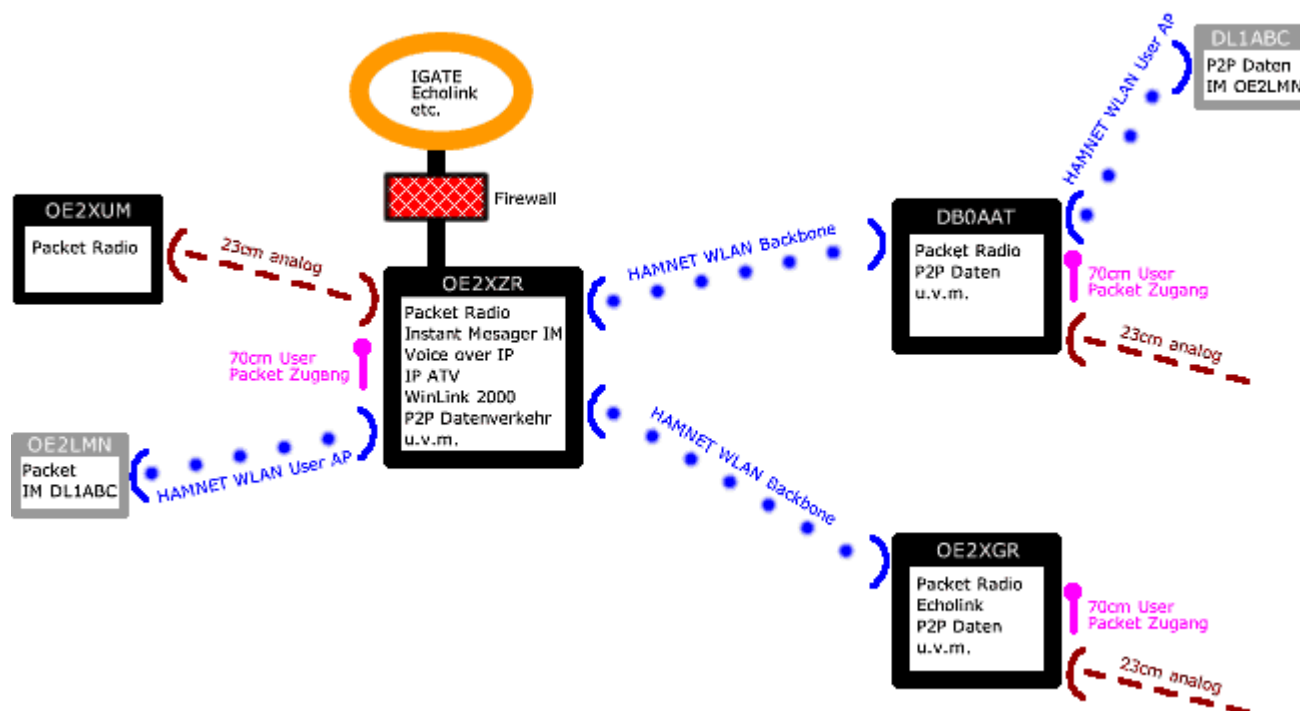 IGATE
Echolink
etc.
Firewall
OE2XUM
Packet Radio
23cm analog
OE2XZR
Packet Radio
Instant Mesager IM
Voice over IP
IP ATV
WinLink 2000
P2P Datenverkehr
u.v.m.
70cm User
Packet Zugang
OE2LMN
Packet
IM DL1ABC
HAMNET WLAN User AP
HAMNET WLAN Backbone
HAMNET WLAN Backbone
DB0AAT
Packet Radio
P2P Daten
u.v.m.
HAMNET WLAN User AP
DL1ABC
P2P Daten
IM OE2LMN
70cm User
Packet Zugang
23cm analog
OE2XGR
Packet Radio
Echolink
P2P Daten
u.v.m.
70cm User
Packet Zugang
23cm analog